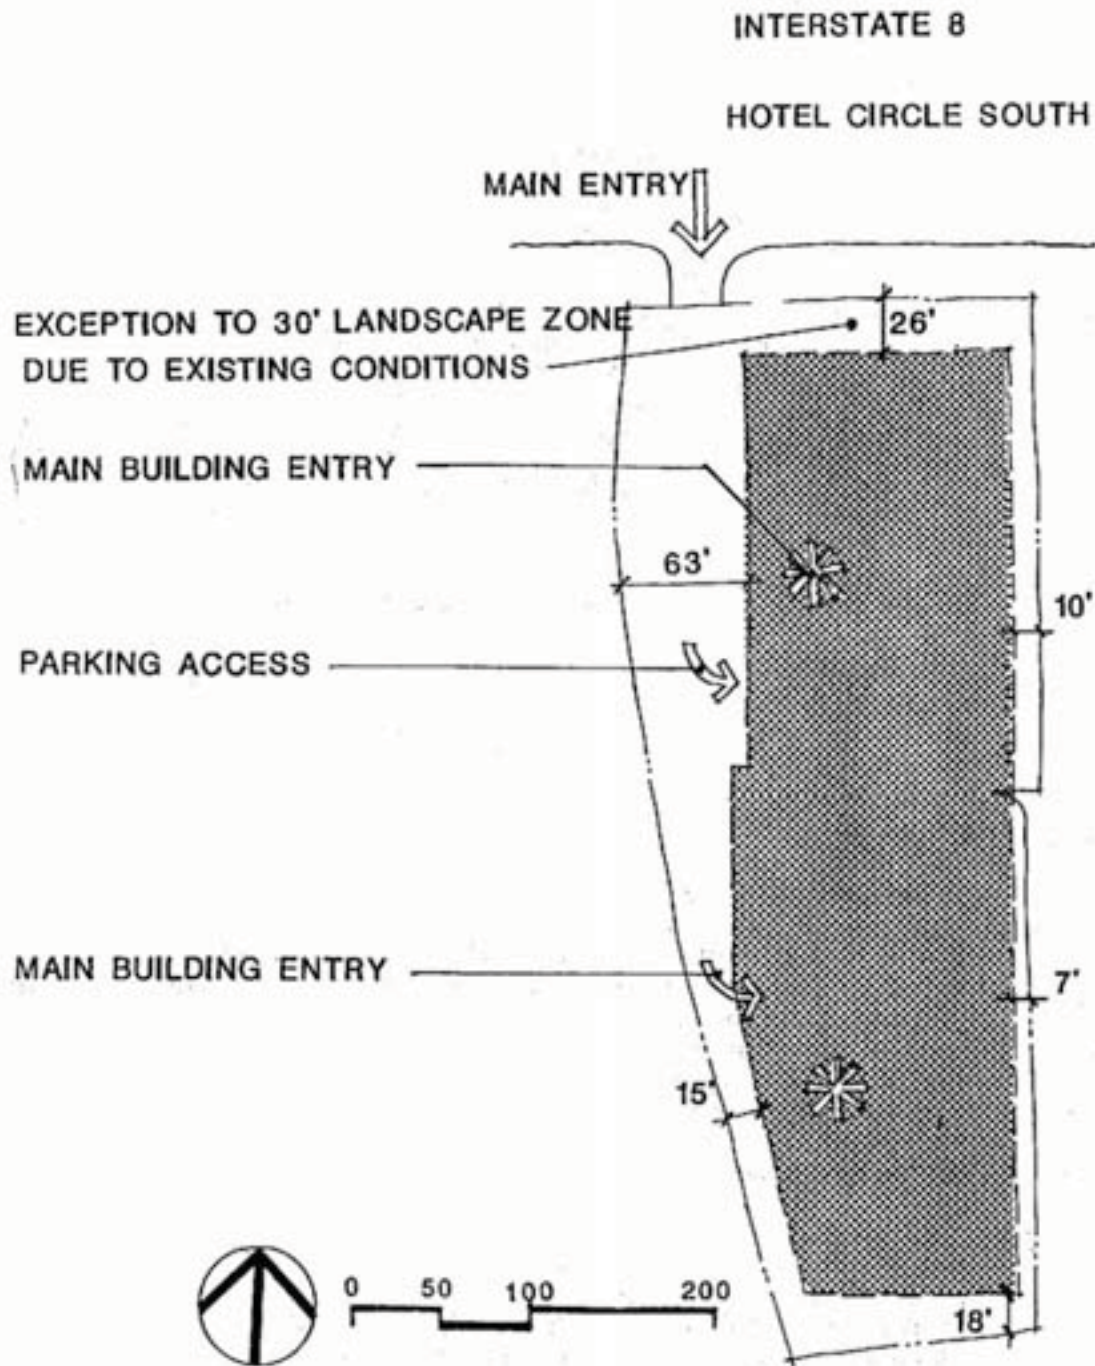 INTERSTATE 8
HOTEL CIRCLE SOUTH
MAIN ENTRY
EXCEPTION TO 30' LANDSCAPE ZONE
DUE TO EXISTING CONDITIONS
26'
MAIN BUILDING ENTRY
63'
10'
PARKING ACCESS
MAIN BUILDING ENTRY
7'
15'
0 50 100 200
18'